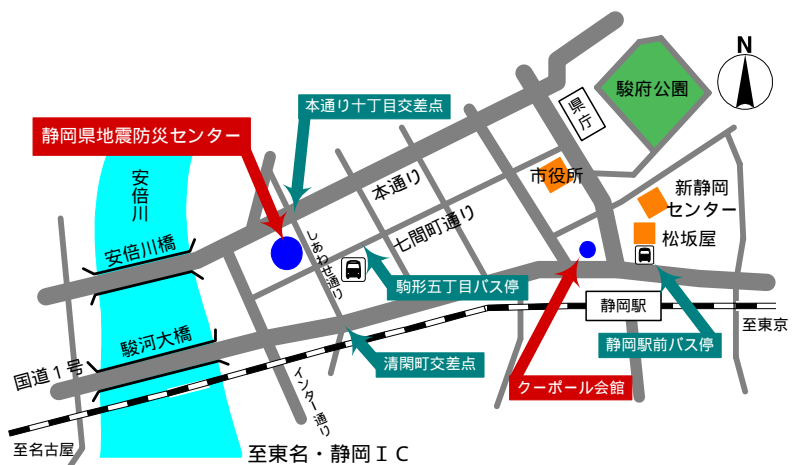 N
駿府公園
県庁
本通り十丁目交差点
静岡県地震防災センター
安倍川
本通り
市役所
新静岡
センター
しあわせ通り
七間町通り
松坂屋
安倍川橋
駒形五丁目バス停
静岡駅
至東京
駿河大橋
静岡駅前バス停
国道1号
清閑町交差点
クーポール会館
インター通り
至名古屋
至東名・静岡IC